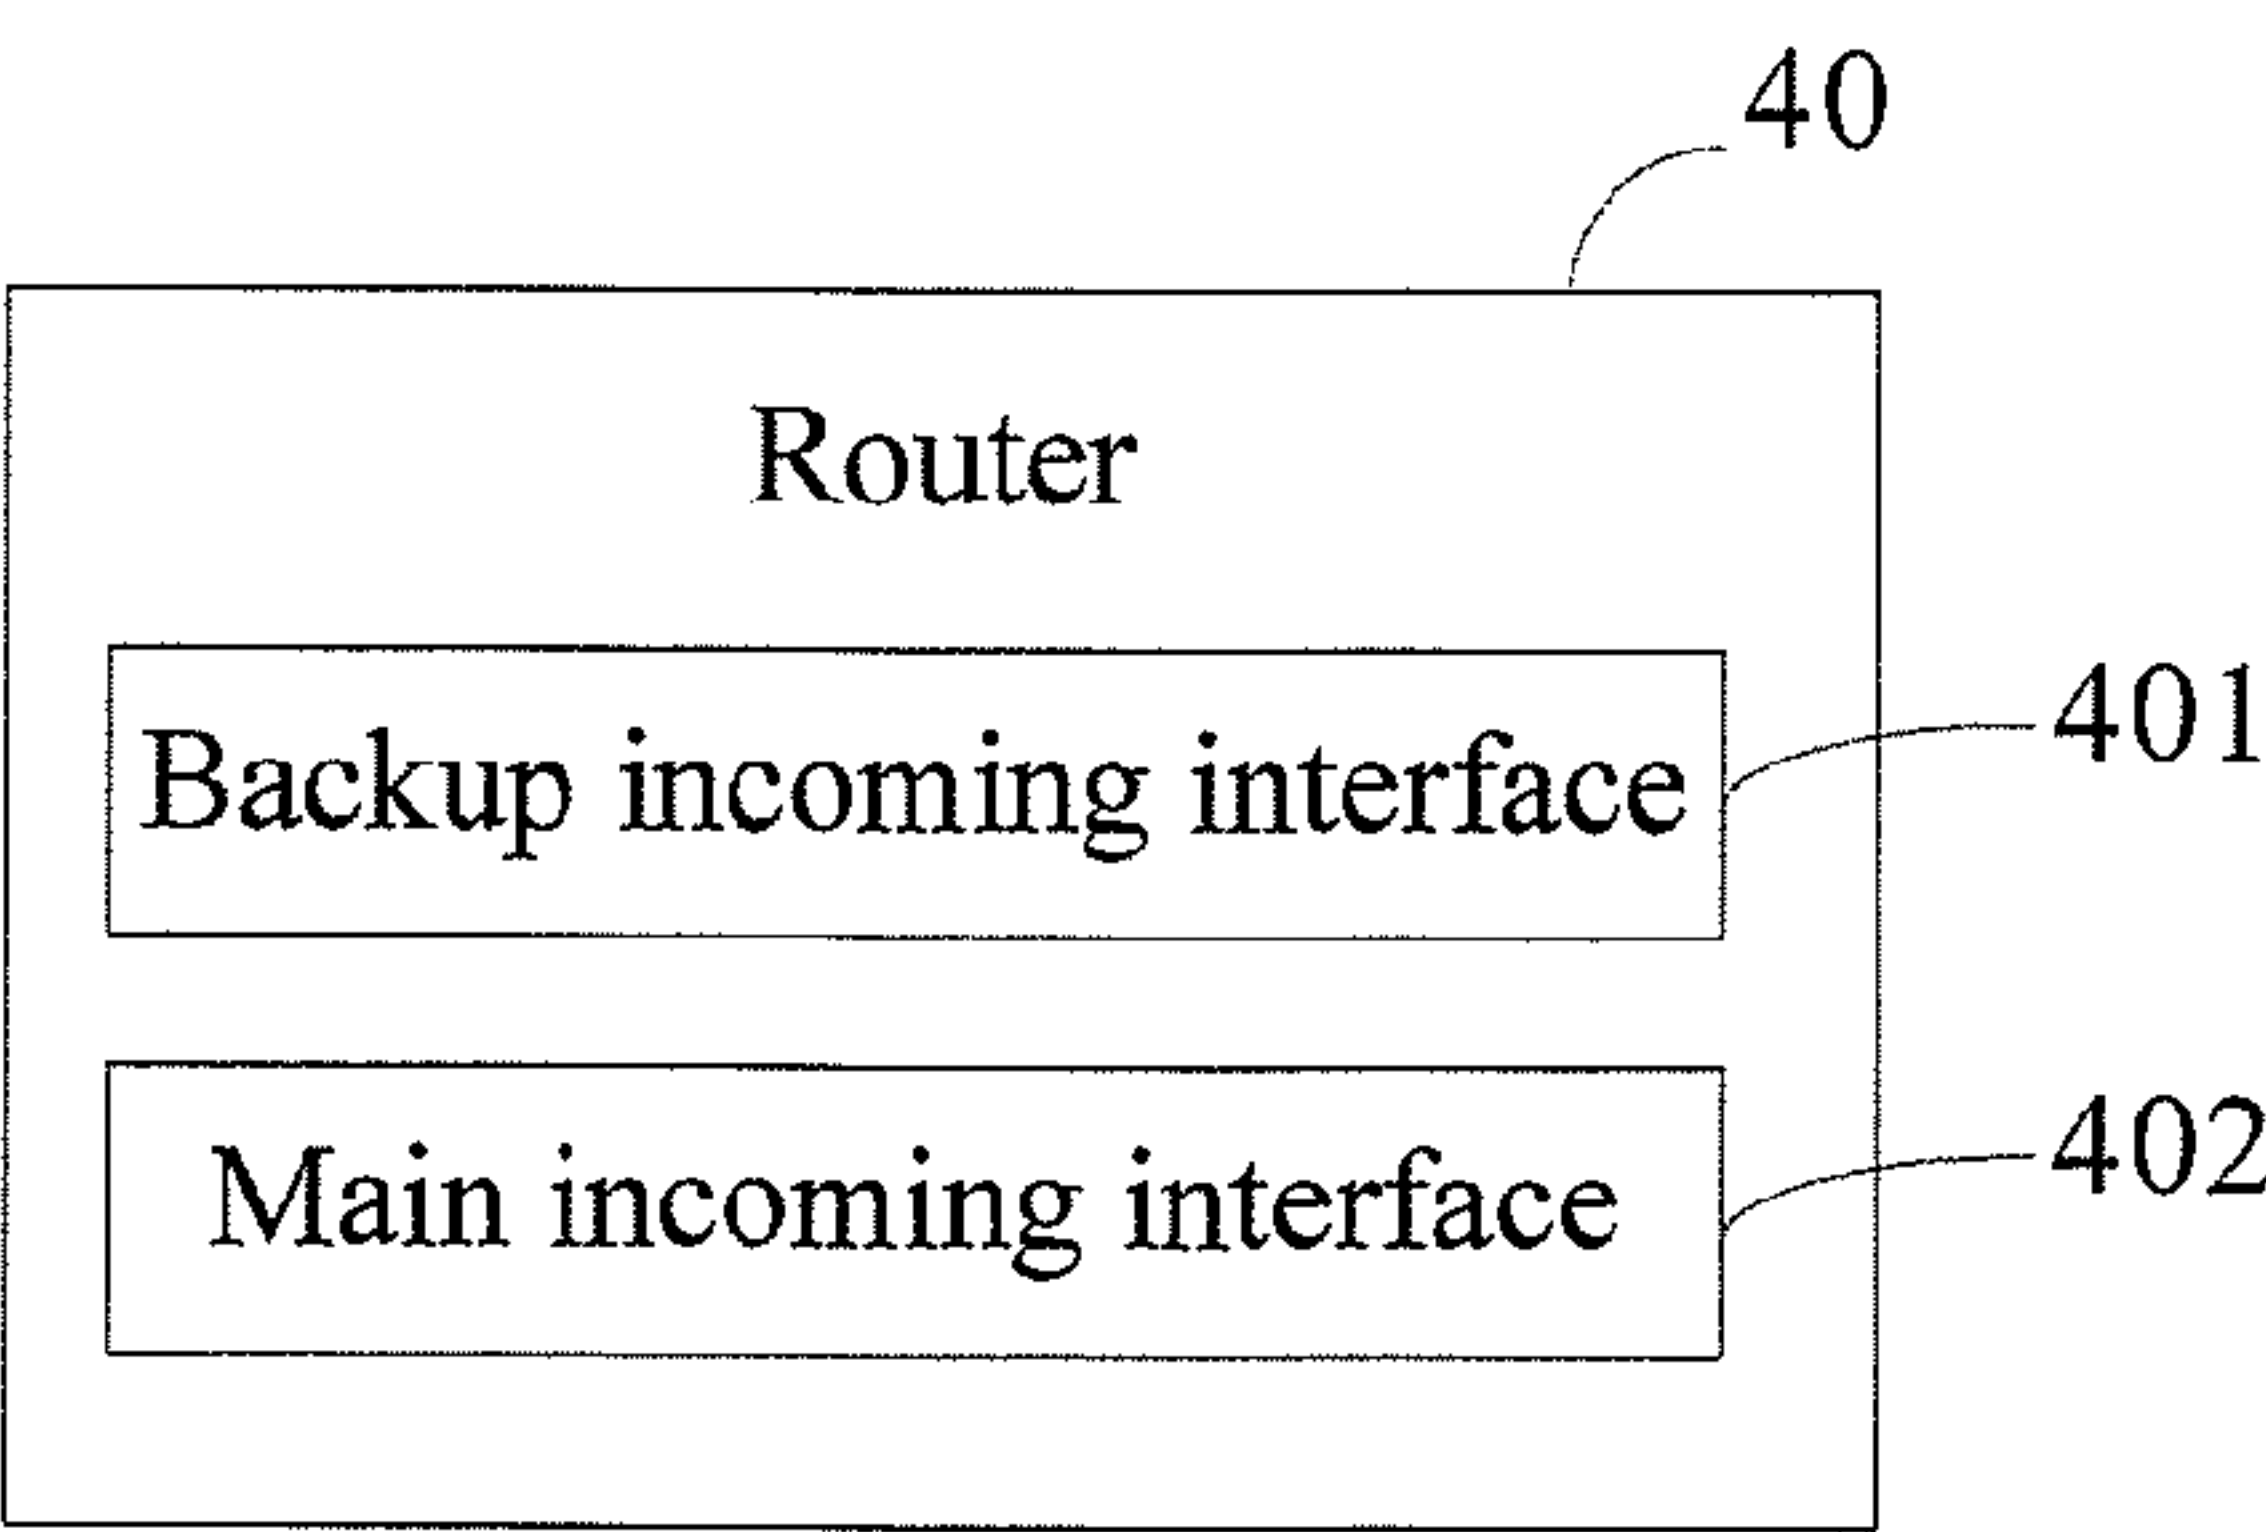 40
Router
Backup incoming interface
401
Main incoming interface
402